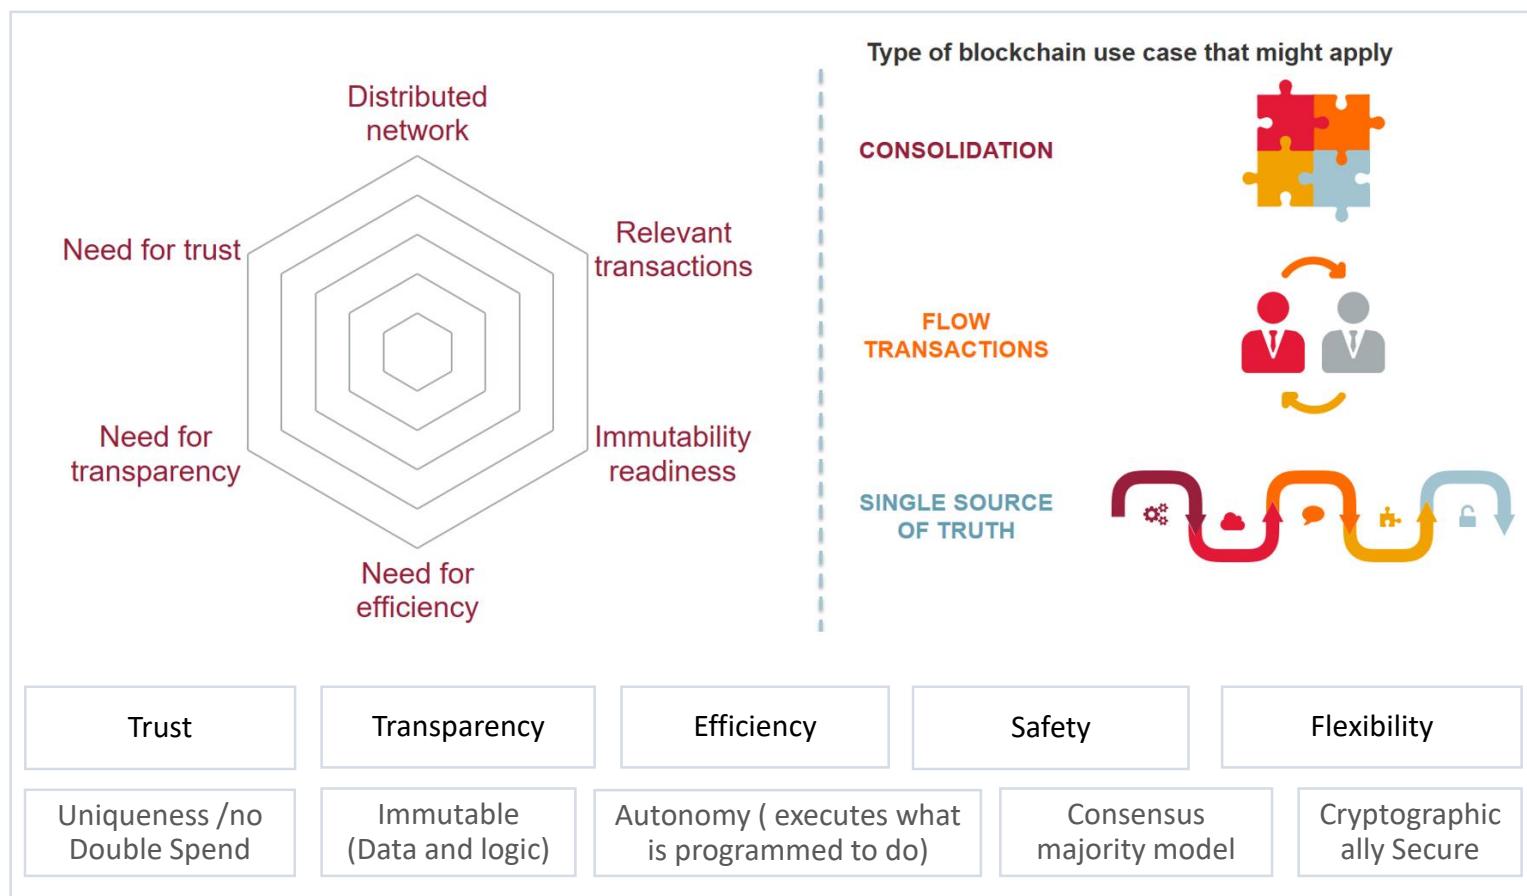 Distributed
network
Need for trust
Relevant
transactions
Need for
transparency
Immutability
readiness
Need for
efficiency
Type of blockchain use case that might apply
CONSOLIDATION
FLOW
TRANSACTIONS
SINGLE SOURCE
OF TRUTH
Trust
Transparency
Efficiency
Safety
Flexibility
Uniqueness /no
Double Spend
Immutable
(Data and logic)
Autonomy ( executes what
is programmed to do)
Consensus
majority model
Cryptographic
ally Secure